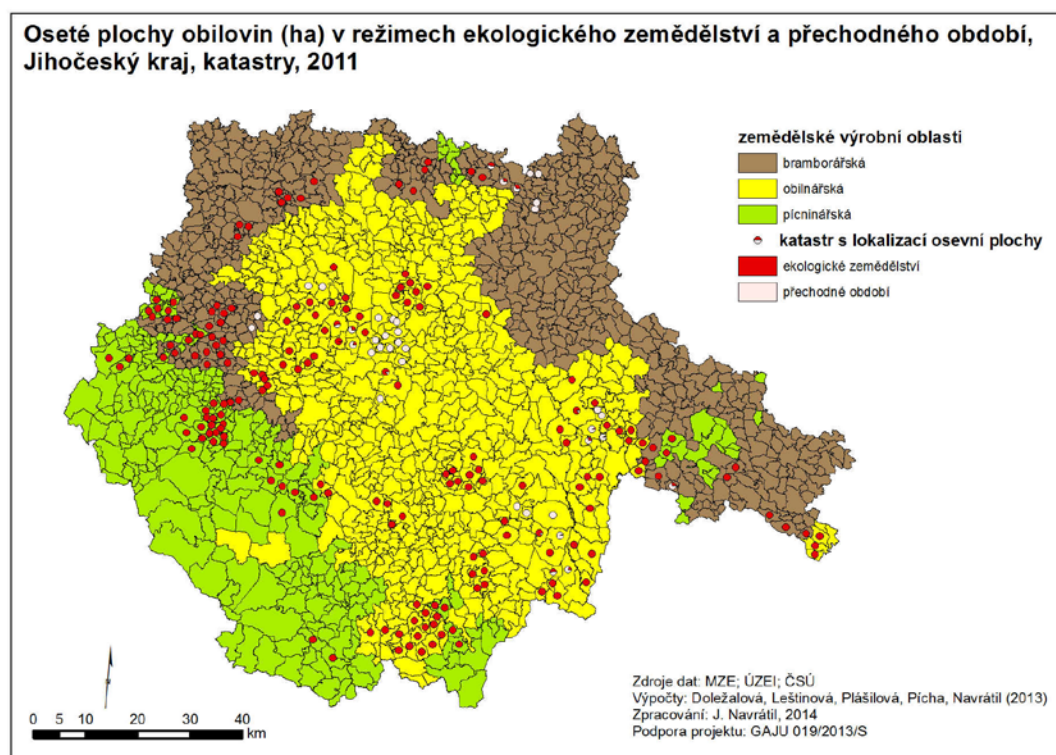 Oseté plochy obilovin (ha) v režimech ekologického zemědělství a přechodného období,
Jihočeský kraj, katastry, 2011
zemědělské výrobní oblasti
bramborářská
obilnářská
pícninářská
katastr s lokalizací osevní plochy
ekologické zemědělství
přechodné období
Zdroje dat: MZE; ÚZEI; ČSÚ
Výpočty: Doležalová, Leštinová, Plášilová, Pícha, Navrátil (2013)
Zpracování: J. Navrátil, 2014
Podpora projektu: GAJU 019/2013/S
0 5 10 20 30 40
km